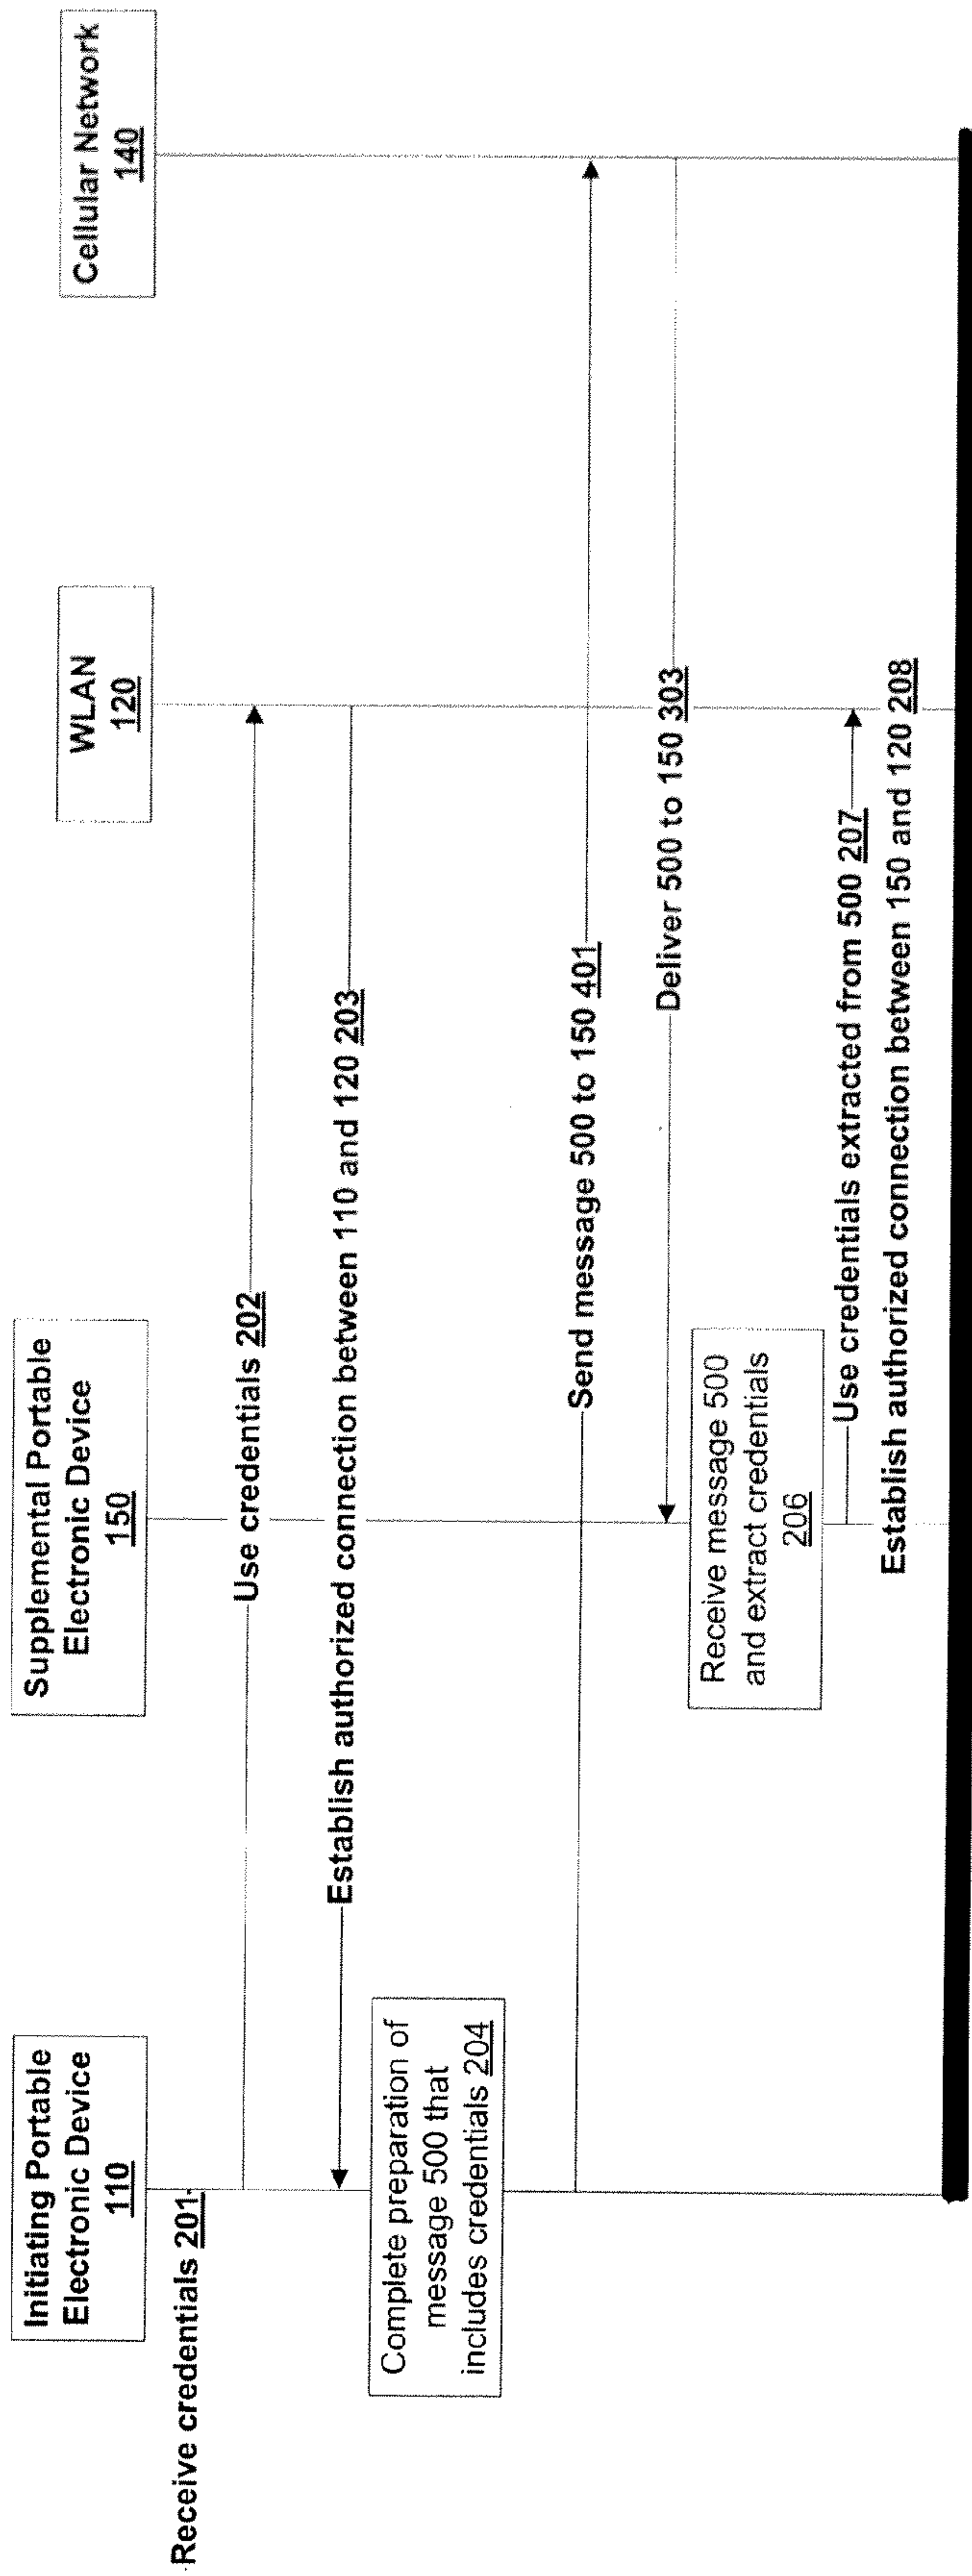 Initiating Portable
Electronic Device
110
Supplemental Portable
Electronic Device
150
WLAN
120
Cellular Network
140
Receive credentials 201
Use credentials 202
Establish authorized connection between 110 and 120 203
Complete preparation of
message 500 that
includes credentials 204
Send message 500 to 150 401
Deliver 500 to 150 303
Receive message 500
and extract credentials
206
Use credentials extracted from 500 207
Establish authorized connection between 150 and 120 208